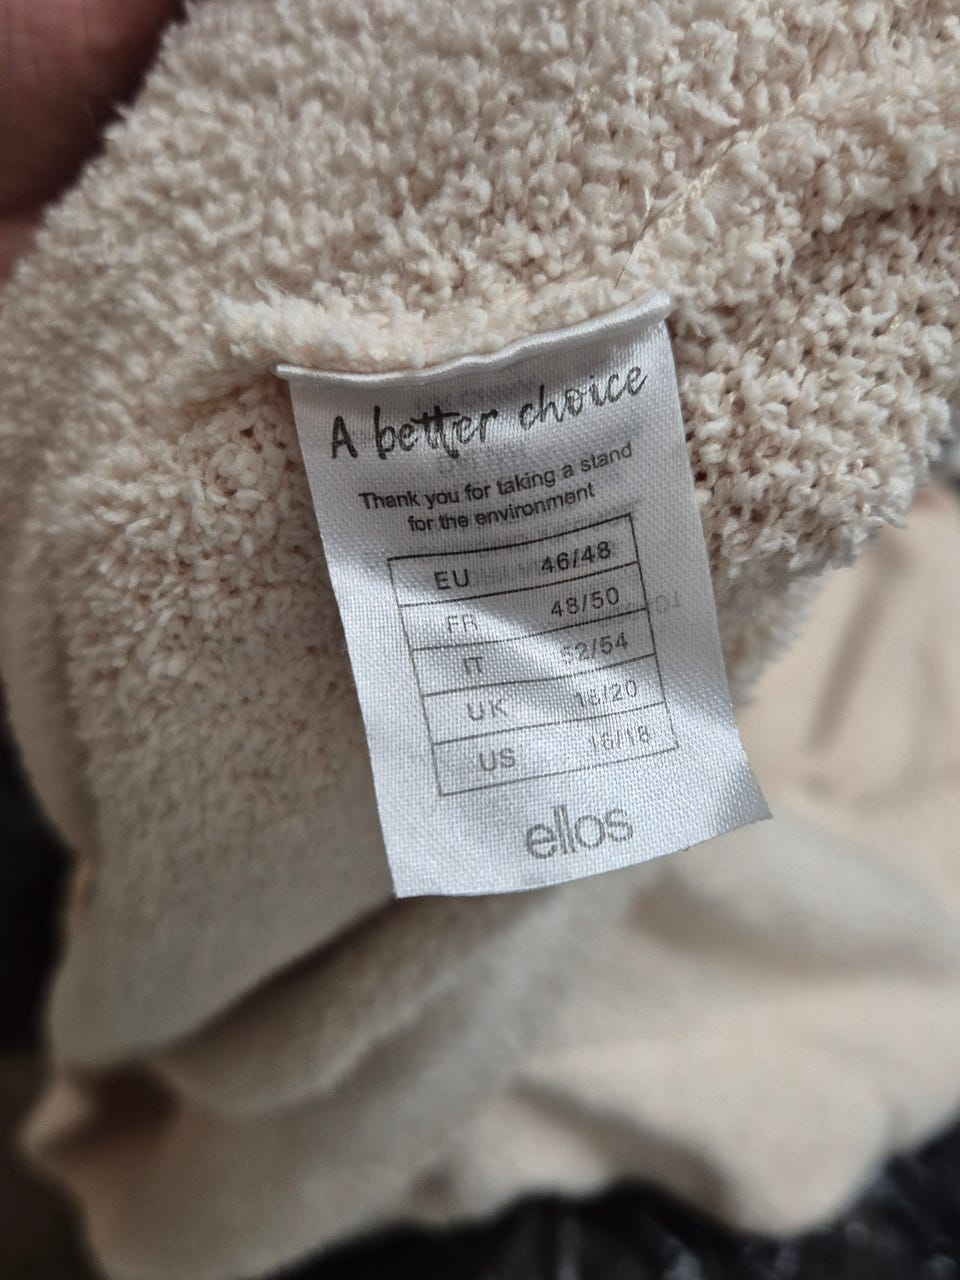 A better choice
Thank you for taking a stand
for the environment
EU 46/48
FR 48/50
IT 52/54
UK 18/20
US 16/18
ellos